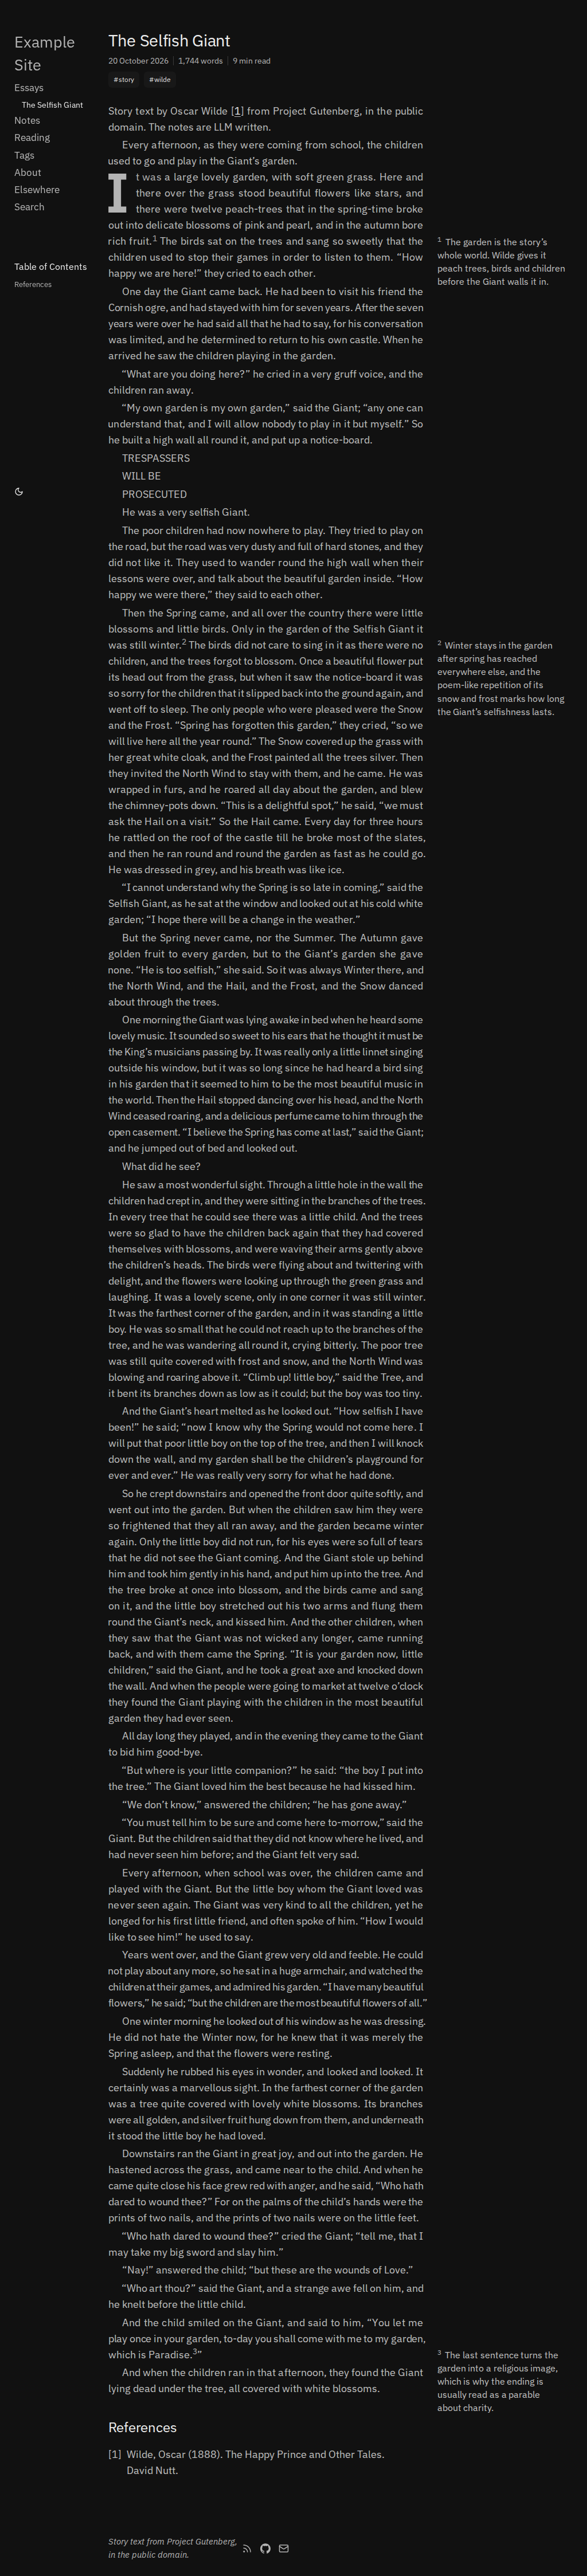 Example
Site
Essays
The Selfish Giant
Notes
Reading
Tags
About
Elsewhere
Search
Table of Contents
References
The Selfish Giant
20 October 2026 | 1,744 words | 9 min read
#story #wilde
Story text by Oscar Wilde [1] from Project Gutenberg, in the public
domain. The notes are LLM written.
Every afternoon, as they were coming from school, the children
used to go and play in the Giant’s garden.
It was a large lovely garden, with soft green grass. Here and
there over the grass stood beautiful flowers like stars, and
there were twelve peach-trees that in the spring-time broke
out into delicate blossoms of pink and pearl, and in the autumn bore
rich fruit.1 The birds sat on the trees and sang so sweetly that the
children used to stop their games in order to listen to them. “How
happy we are here!” they cried to each other.
One day the Giant came back. He had been to visit his friend the
Cornish ogre, and had stayed with him for seven years. After the seven
years were over he had said all that he had to say, for his conversation
was limited, and he determined to return to his own castle. When he
arrived he saw the children playing in the garden.
“What are you doing here?” he cried in a very gruff voice, and the
children ran away.
“My own garden is my own garden,” said the Giant; “any one can
understand that, and I will allow nobody to play in it but myself.” So
he built a high wall all round it, and put up a notice-board.
TRESPASSERS
WILL BE
PROSECUTED
He was a very selfish Giant.
The poor children had now nowhere to play. They tried to play on
the road, but the road was very dusty and full of hard stones, and they
did not like it. They used to wander round the high wall when their
lessons were over, and talk about the beautiful garden inside. “How
happy we were there,” they said to each other.
Then the Spring came, and all over the country there were little
blossoms and little birds. Only in the garden of the Selfish Giant it
was still winter.2 The birds did not care to sing in it as there were no
children, and the trees forgot to blossom. Once a beautiful flower put
its head out from the grass, but when it saw the notice-board it was
so sorry for the children that it slipped back into the ground again, and
went off to sleep. The only people who were pleased were the Snow
and the Frost. “Spring has forgotten this garden,” they cried, “so we
will live here all the year round.” The Snow covered up the grass with
her great white cloak, and the Frost painted all the trees silver. Then
they invited the North Wind to stay with them, and he came. He was
wrapped in furs, and he roared all day about the garden, and blew
the chimney-pots down. “This is a delightful spot,” he said, “we must
ask the Hail on a visit.” So the Hail came. Every day for three hours
he rattled on the roof of the castle till he broke most of the slates,
and then he ran round and round the garden as fast as he could go.
He was dressed in grey, and his breath was like ice.
“I cannot understand why the Spring is so late in coming,” said the
Selfish Giant, as he sat at the window and looked out at his cold white
garden; “I hope there will be a change in the weather.”
But the Spring never came, nor the Summer. The Autumn gave
golden fruit to every garden, but to the Giant’s garden she gave
none. “He is too selfish,” she said. So it was always Winter there, and
the North Wind, and the Hail, and the Frost, and the Snow danced
about through the trees.
One morning the Giant was lying awake in bed when he heard some
lovely music. It sounded so sweet to his ears that he thought it must be
the King’s musicians passing by. It was really only a little linnet singing
outside his window, but it was so long since he had heard a bird sing
in his garden that it seemed to him to be the most beautiful music in
the world. Then the Hail stopped dancing over his head, and the North
Wind ceased roaring, and a delicious perfume came to him through the
open casement. “I believe the Spring has come at last,” said the Giant;
and he jumped out of bed and looked out.
What did he see?
He saw a most wonderful sight. Through a little hole in the wall the
children had crept in, and they were sitting in the branches of the trees.
In every tree that he could see there was a little child. And the trees
were so glad to have the children back again that they had covered
themselves with blossoms, and were waving their arms gently above
the children’s heads. The birds were flying about and twittering with
delight, and the flowers were looking up through the green grass and
laughing. It was a lovely scene, only in one corner it was still winter.
It was the farthest corner of the garden, and in it was standing a little
boy. He was so small that he could not reach up to the branches of the
tree, and he was wandering all round it, crying bitterly. The poor tree
was still quite covered with frost and snow, and the North Wind was
blowing and roaring above it. “Climb up! little boy,” said the Tree, and
it bent its branches down as low as it could; but the boy was too tiny.
And the Giant’s heart melted as he looked out. “How selfish I have
been!” he said; “now I know why the Spring would not come here. I
will put that poor little boy on the top of the tree, and then I will knock
down the wall, and my garden shall be the children’s playground for
ever and ever.” He was really very sorry for what he had done.
So he crept downstairs and opened the front door quite softly, and
went out into the garden. But when the children saw him they were
so frightened that they all ran away, and the garden became winter
again. Only the little boy did not run, for his eyes were so full of tears
that he did not see the Giant coming. And the Giant stole up behind
him and took him gently in his hand, and put him up into the tree. And
the tree broke at once into blossom, and the birds came and sang
on it, and the little boy stretched out his two arms and flung them
round the Giant’s neck, and kissed him. And the other children, when
they saw that the Giant was not wicked any longer, came running
back, and with them came the Spring. “It is your garden now, little
children,” said the Giant, and he took a great axe and knocked down
the wall. And when the people were going to market at twelve o’clock
they found the Giant playing with the children in the most beautiful
garden they had ever seen.
All day long they played, and in the evening they came to the Giant
to bid him good-bye.
“But where is your little companion?” he said: “the boy I put into
the tree.” The Giant loved him the best because he had kissed him.
“We don’t know,” answered the children; “he has gone away.”
“You must tell him to be sure and come here to-morrow,” said the
Giant. But the children said that they did not know where he lived, and
had never seen him before; and the Giant felt very sad.
Every afternoon, when school was over, the children came and
played with the Giant. But the little boy whom the Giant loved was
never seen again. The Giant was very kind to all the children, yet he
longed for his first little friend, and often spoke of him. “How I would
like to see him!” he used to say.
Years went over, and the Giant grew very old and feeble. He could
not play about any more, so he sat in a huge armchair, and watched the
children at their games, and admired his garden. “I have many beautiful
flowers,” he said; “but the children are the most beautiful flowers of all.”
One winter morning he looked out of his window as he was dressing.
He did not hate the Winter now, for he knew that it was merely the
Spring asleep, and that the flowers were resting.
Suddenly he rubbed his eyes in wonder, and looked and looked. It
certainly was a marvellous sight. In the farthest corner of the garden
was a tree quite covered with lovely white blossoms. Its branches
were all golden, and silver fruit hung down from them, and underneath
it stood the little boy he had loved.
Downstairs ran the Giant in great joy, and out into the garden. He
hastened across the grass, and came near to the child. And when he
came quite close his face grew red with anger, and he said, “Who hath
dared to wound thee?” For on the palms of the child’s hands were the
prints of two nails, and the prints of two nails were on the little feet.
“Who hath dared to wound thee?” cried the Giant; “tell me, that I
may take my big sword and slay him.”
“Nay!” answered the child; “but these are the wounds of Love.”
“Who art thou?” said the Giant, and a strange awe fell on him, and
he knelt before the little child.
And the child smiled on the Giant, and said to him, “You let me
play once in your garden, to-day you shall come with me to my garden,
which is Paradise.3”
And when the children ran in that afternoon, they found the Giant
lying dead under the tree, all covered with white blossoms.
1 The garden is the story’s
whole world. Wilde gives it
peach trees, birds and children
before the Giant walls it in.
2 Winter stays in the garden
after spring has reached
everywhere else, and the
poem-like repetition of its
snow and frost marks how long
the Giant’s selfishness lasts.
3 The last sentence turns the
garden into a religious image,
which is why the ending is
usually read as a parable
about charity.
References
[1] Wilde, Oscar (1888). The Happy Prince and Other Tales.
David Nutt.
Story text from Project Gutenberg,
in the public domain.